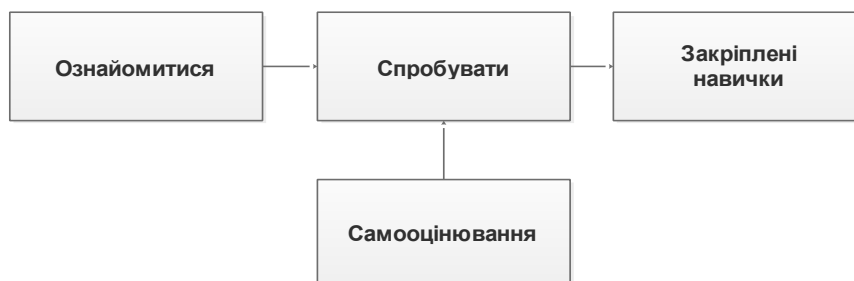 Ознайомитися
Спробувати
Закріплені
навички
Самооцінювання